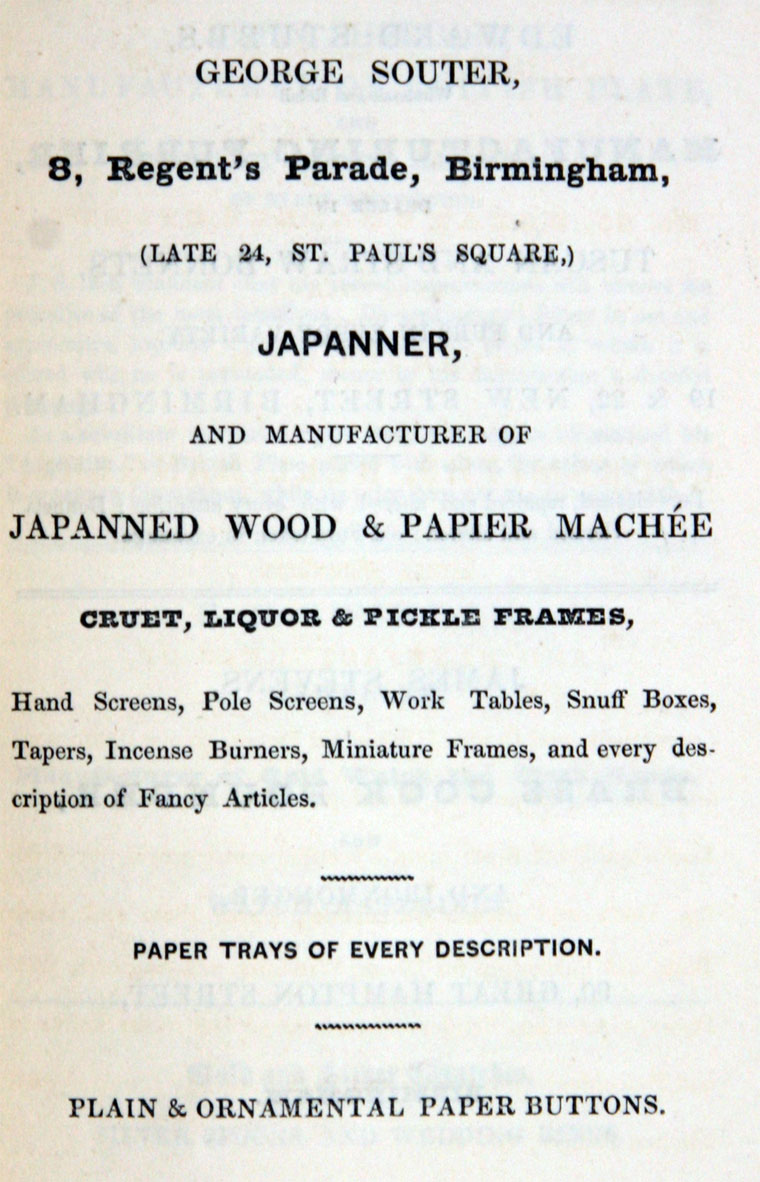 GEORGE SOUTER,
8, Regent's Parade, Birmingham,
(LATE 24, ST. PAUL'S SQUARE,)
JAPANNER,
AND MANUFACTURER OF
JAPANNED WOOD & PAPIER MACHÉE
CRUET, LIQUOR & PICKLE FRAMES,
Hand Screens, Pole Screens, Work Tables, Snuff Boxes,
Tapers, Incense Burners, Miniature Frames, and every des-
cription of Fancy Articles.
PAPER TRAYS OF EVERY DESCRIPTION.
PLAIN & ORNAMENTAL PAPER BUTTONS.